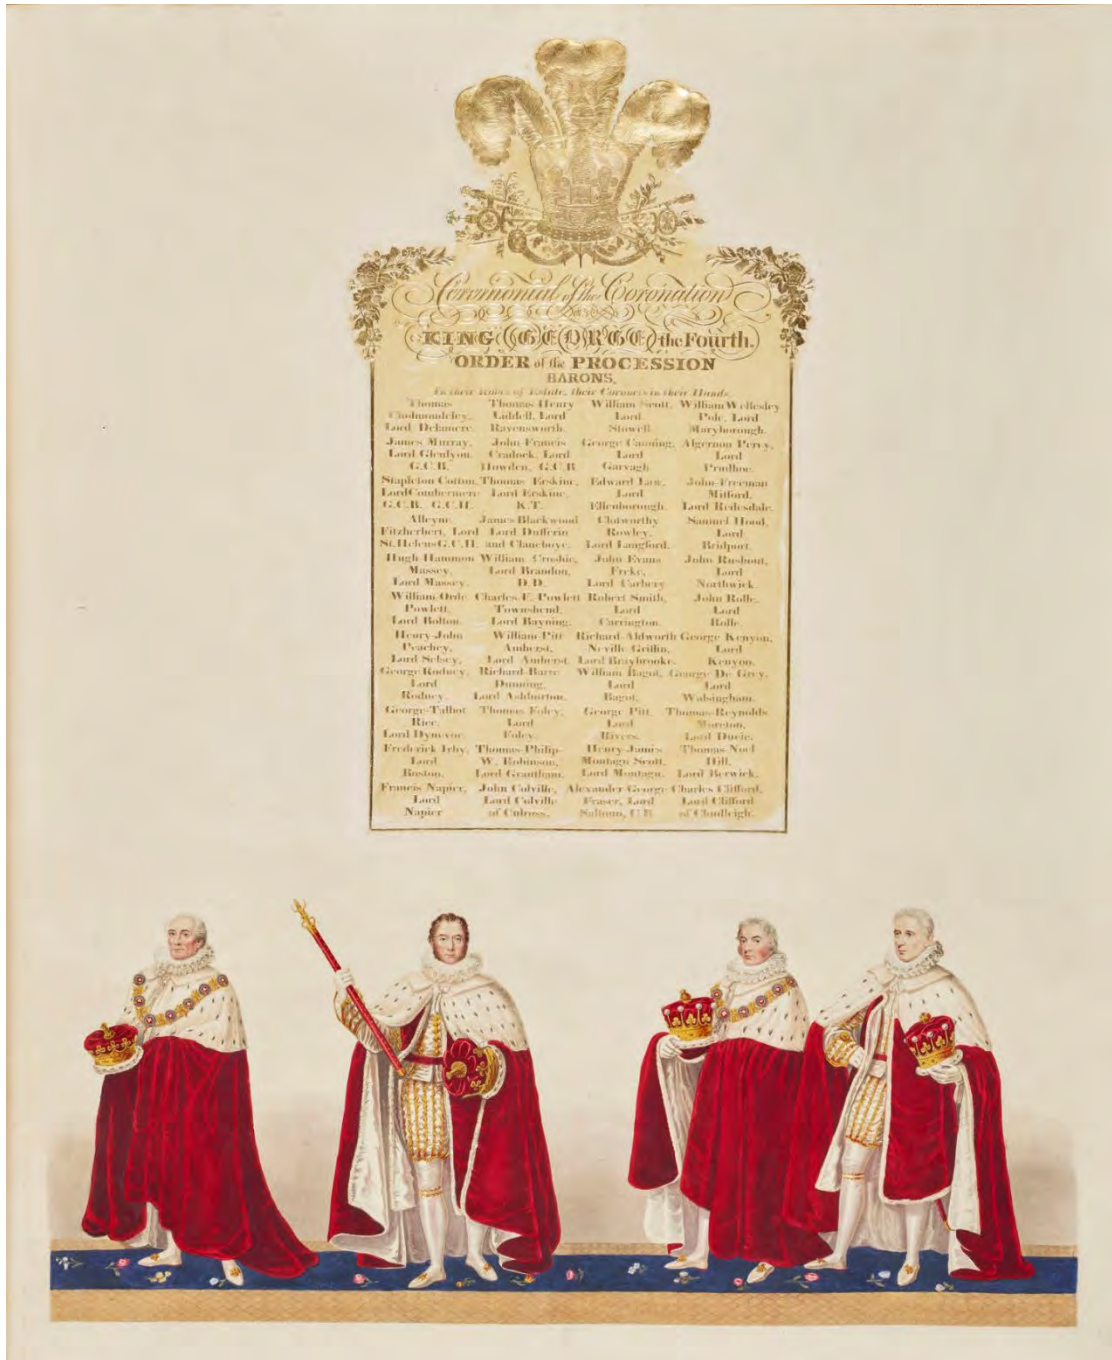 Ceremonial of the Coronation
of
KING GEORGE the Fourth.
ORDER of the PROCESSION
BARONS,
In their Robes of Estate, their Coronets in their Hands.
Thomas Thomas Henry William Scott, William Wellesley
Cholmondeley, Liddell, Lord Lord Pole, Lord
Lord Delamere. Ravensworth. Stowell. Maryborough.
James Murray, John Francis George Canning, Algernon Percy,
Lord Glenlyon, Cradock, Lord Lord Lord
G.C.B. Howden, G.C.B Garvagh Prudhoe.
Stapleton Cotton, Thomas Erskine, Edward Law, John-Freeman
Lord Combermere Lord Erskine, Lord Mitford,
G.C.B. G.C.H. K.T. Ellenborough. Lord Redesdale.
Alleyne James Blackwood Clotworthy Samuel Hood,
Fitzherbert, Lord Lord Dufferin Rowley, Lord
St. Helens G.C.H. and Claneboye. Lord Langford. Bridport.
Hugh-Hammon William Crosbie, John Evans John Rushout,
Massey, Lord Brandon, Freke, Lord
Lord Massey. D.D. Lord Carbery Northwick.
William-Orde Charles-F. Powlett Robert Smith, John Rolle,
Powlett, Townshend, Lord Lord
Lord Bolton. Lord Bayning. Carrington. Rolle.
Henry-John William-Pitt Richard-Aldworth George Kenyon,
Peachey, Amherst, Neville Griffin, Lord
Lord Selsey, Lord Amherst. Lord Braybrooke. Kenyon.
George Rodney, Richard-Barre William Bagot, George De Grey,
Lord Dunning, Lord Lord
Rodney. Lord Ashburton. Bagot. Walsingham.
George-Talbot Thomas Foley, George Pitt Thomas-Reynolds
Rice, Lord Lord Moreton,
Lord Dynevor. Foley. Rivers. Lord Ducie.
Frederick Irby, Thomas-Philip- Henry-James Thomas-Noel
Lord W. Robinson, Montagu Scott, Hill,
Boston. Lord Grantham. Lord Montagu. Lord Berwick.
Francis Napier, John Colville, Alexander-George Charles Clifford,
Lord Lord Colville Fraser, Lord Lord Clifford
Napier of Culross, Saltoun, C.B. of Chudleigh.